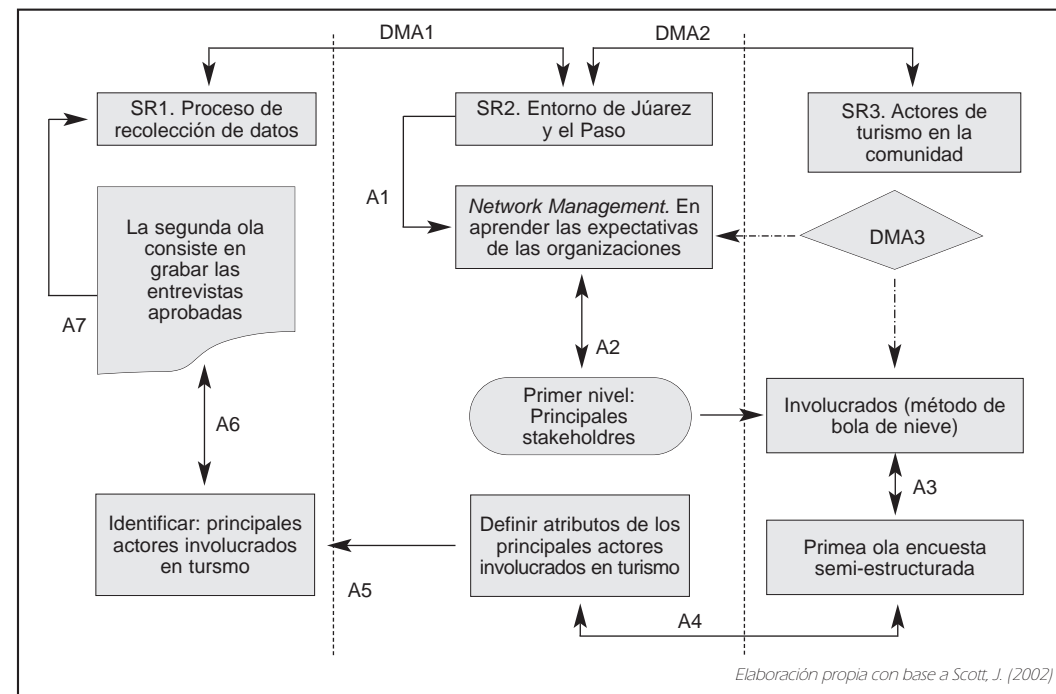 DMA1
DMA2
SR1. Proceso de
recolección de datos
SR2. Entorno de Júarez
y el Paso
SR3. Actores de
turismo en la
comunidad
A1
La segunda ola
consiste en
grabar las
entrevistas
aprobadas
Network Management. En
aprender las expectativas
de las organizaciones
DMA3
A7
A2
Primer nivel:
Principales
stakeholdres
Involucrados (método de
bola de nieve)
A6
A3
Identificar: principales
actores involucrados
en tursmo
Definir atributos de los
principales actores
involucrados en turismo
Primea ola encuesta
semi-estructurada
A5
A4
Elaboración propia con base a Scott, J. (2002)